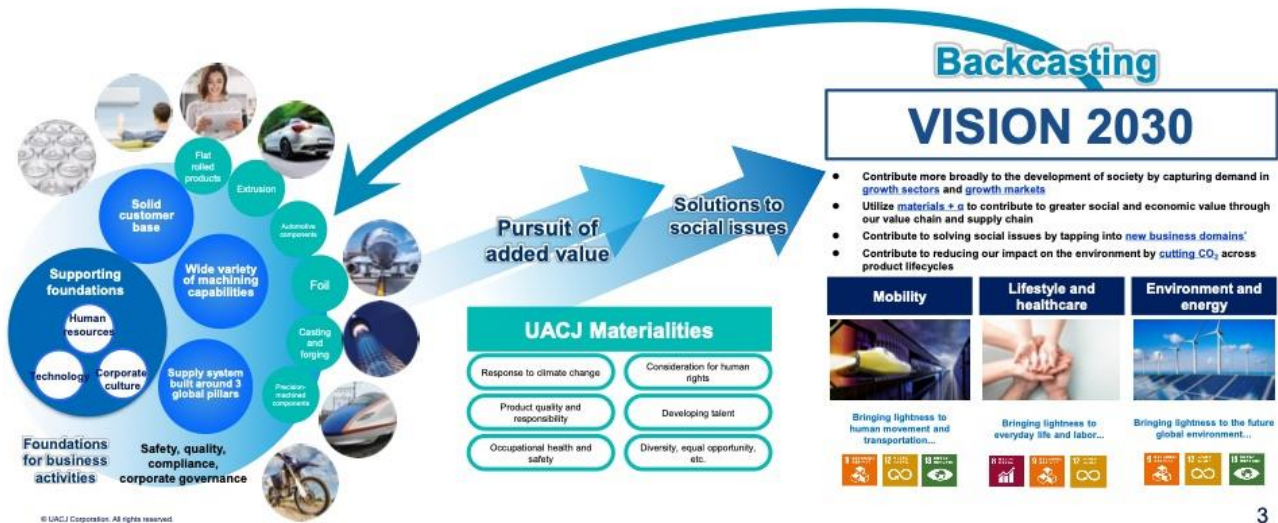 Backcasting
VISION 2030
● Contribute more broadly to the development of society by capturing demand in
growth sectors and growth markets
● Utilize materials + α to contribute to greater social and economic value through
our value chain and supply chain
● Contribute to solving social issues by tapping into new business domains'
● Contribute to reducing our impact on the environment by cutting CO₂ across
product lifecycles
Flat
rolled
products
Extrusion
Automotive
components
Foil
Casting
and
forging
Precision-
machined
components
Solid
customer
base
Wide variety
of machining
capabilities
Supply system
built around 3
global pillars
Supporting
foundations
Human
resources
Technology
Corporate
culture
Foundations
for business
activities
Safety, quality,
compliance,
corporate governance
Pursuit of
added value
Solutions to
social issues
UACJ Materialities
Response to climate change
Consideration for human
rights
Product quality and
responsibility
Developing talent
Occupational health and
safety
Diversity, equal opportunity,
etc.
Mobility
Bringing lightness to
human movement and
transportation...
9
12
13
Lifestyle and
healthcare
Bringing lightness to
everyday life and labor...
8
9
12
Environment and
energy
Bringing lightness to the future
global environment...
9
12
13
© UACJ Corporation. All rights reserved.
3